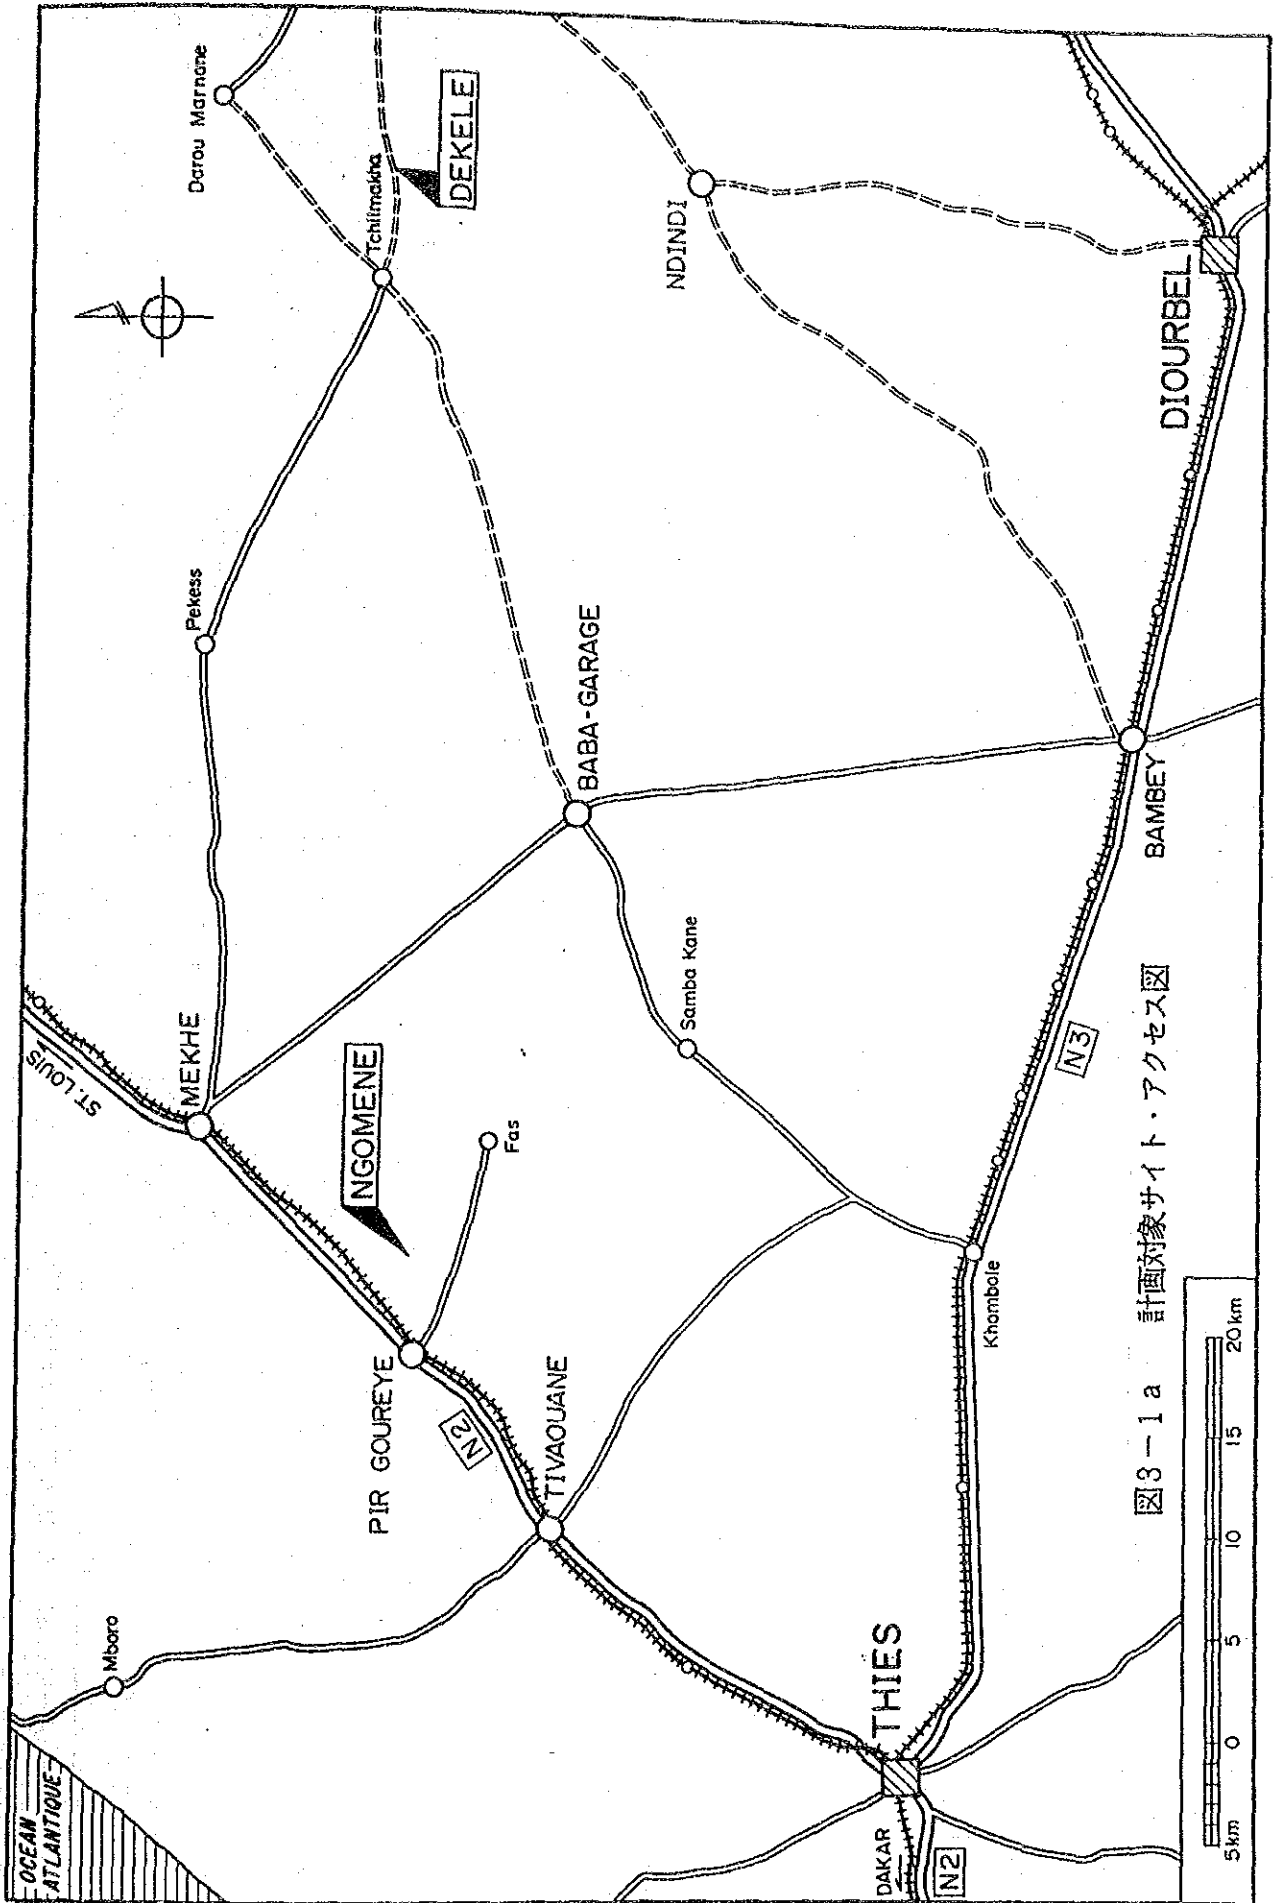 OCEAN
ATLANTIQUE
Mboro
ST. LOUIS
MEKHE
Pekess
Darou Marnane
Tchilmakha
DEKELE
NGOMENE
Fas
PIR GOUREYE
N2
TIVAOUANE
BABA-GARAGE
Samba Kane
NDINDI
THIES
DAKAR
N2
Khombole
N3
BAMBEY
DIOURBEL
図3-1a 計画対象サイト・アクセス図
5km 0 5 10 15 20km